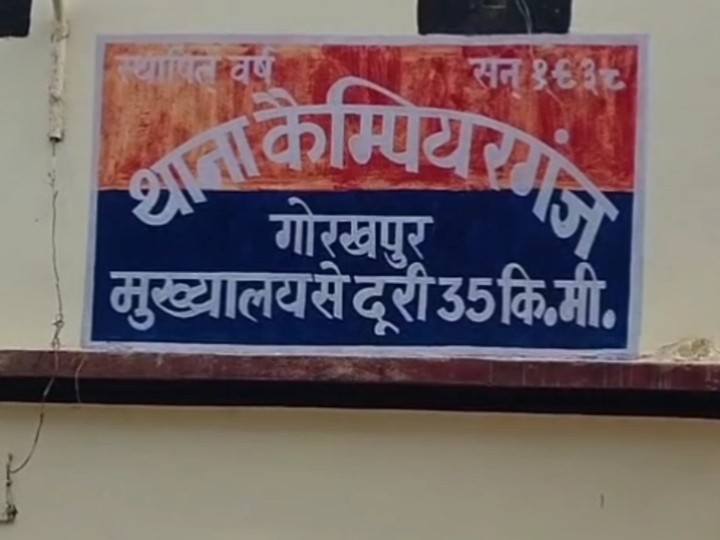 स्थापित वर्ष सन् १९३८
थाना कैम्पियरगंज
गोरखपुर
मुख्यालय से दूरी 35 कि.मी.